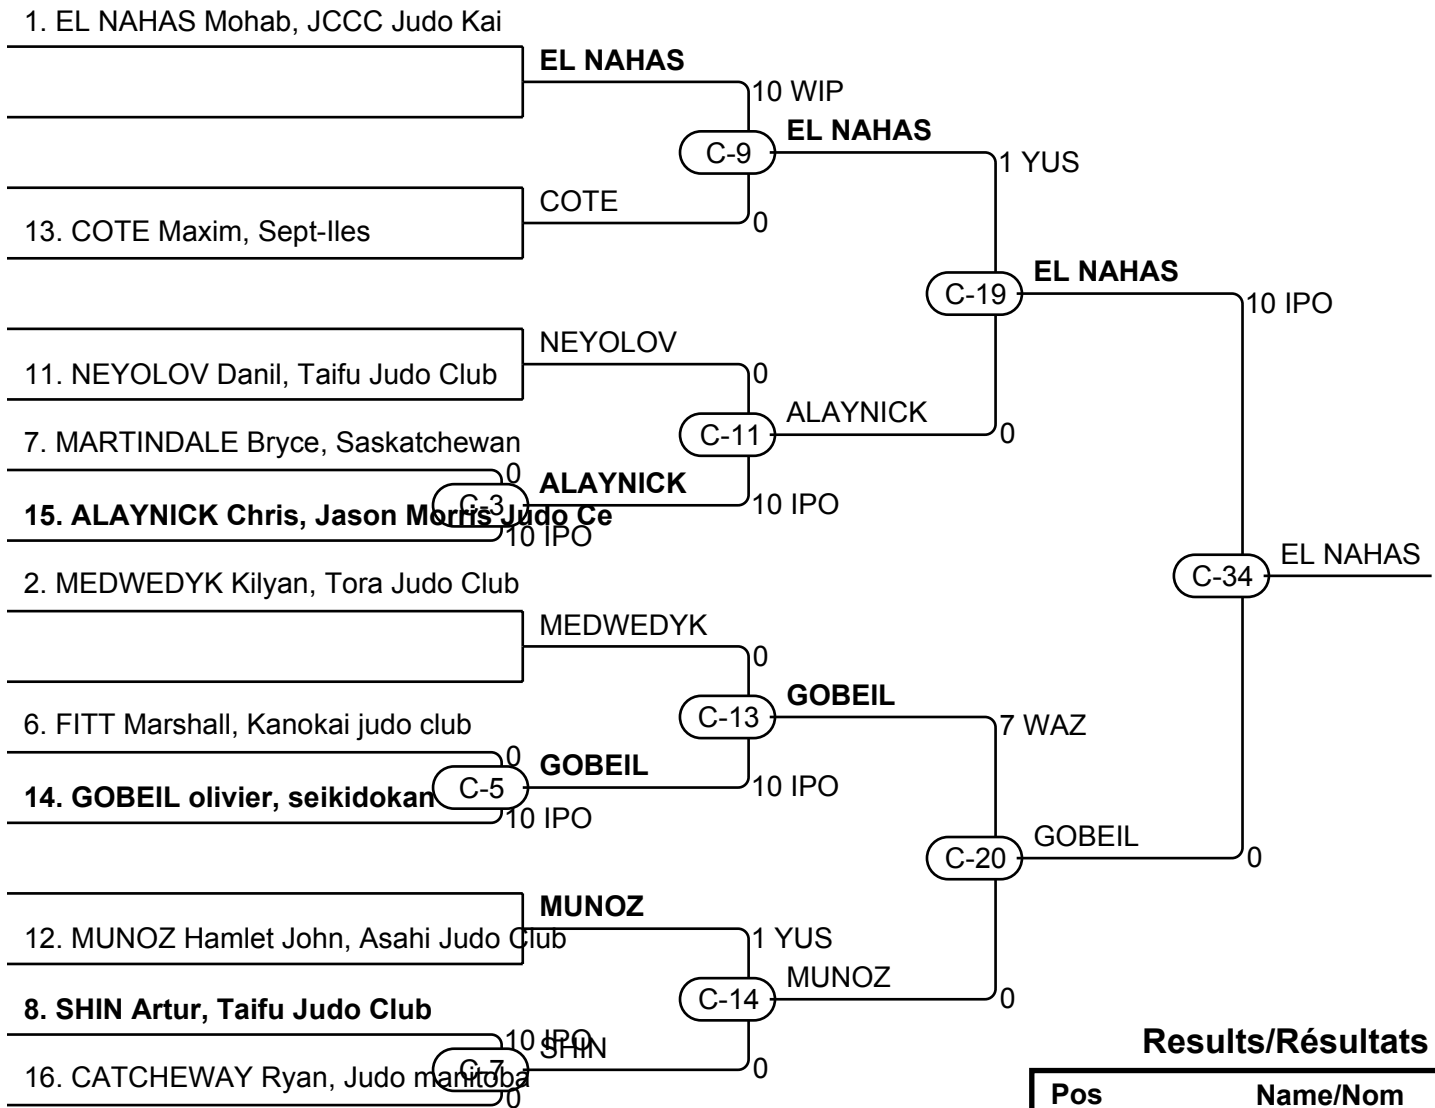 1. EL NAHAS Mohab, JCCC Judo Kai
EL NAHAS
10 WIP
EL NAHAS
C-9
1 YUS
COTE
13. COTE Maxim, Sept-Iles
0
EL NAHAS
C-19
10 IPO
NEYOLOV
11. NEYOLOV Danil, Taifu Judo Club
0
ALAYNICK
C-11
0
7. MARTINDALE Bryce, Saskatchewan
0
ALAYNICK
C-3
10 IPO
15. ALAYNICK Chris, Jason Morris Judo Ce
10 IPO
EL NAHAS
C-34
2. MEDWEDYK Kilyan, Tora Judo Club
MEDWEDYK
0
GOBEIL
C-13
7 WAZ
6. FITT Marshall, Kanokai judo club
0
GOBEIL
C-5
10 IPO
14. GOBEIL olivier, seikidokan
10 IPO
GOBEIL
C-20
0
MUNOZ
12. MUNOZ Hamlet John, Asahi Judo Club
1 YUS
MUNOZ
C-14
0
8. SHIN Artur, Taifu Judo Club
10 IPO
SHIN
C-7
0
16. CATCHEWAY Ryan, Judo manitoba
0
Results/Résultats
Pos Name/Nom